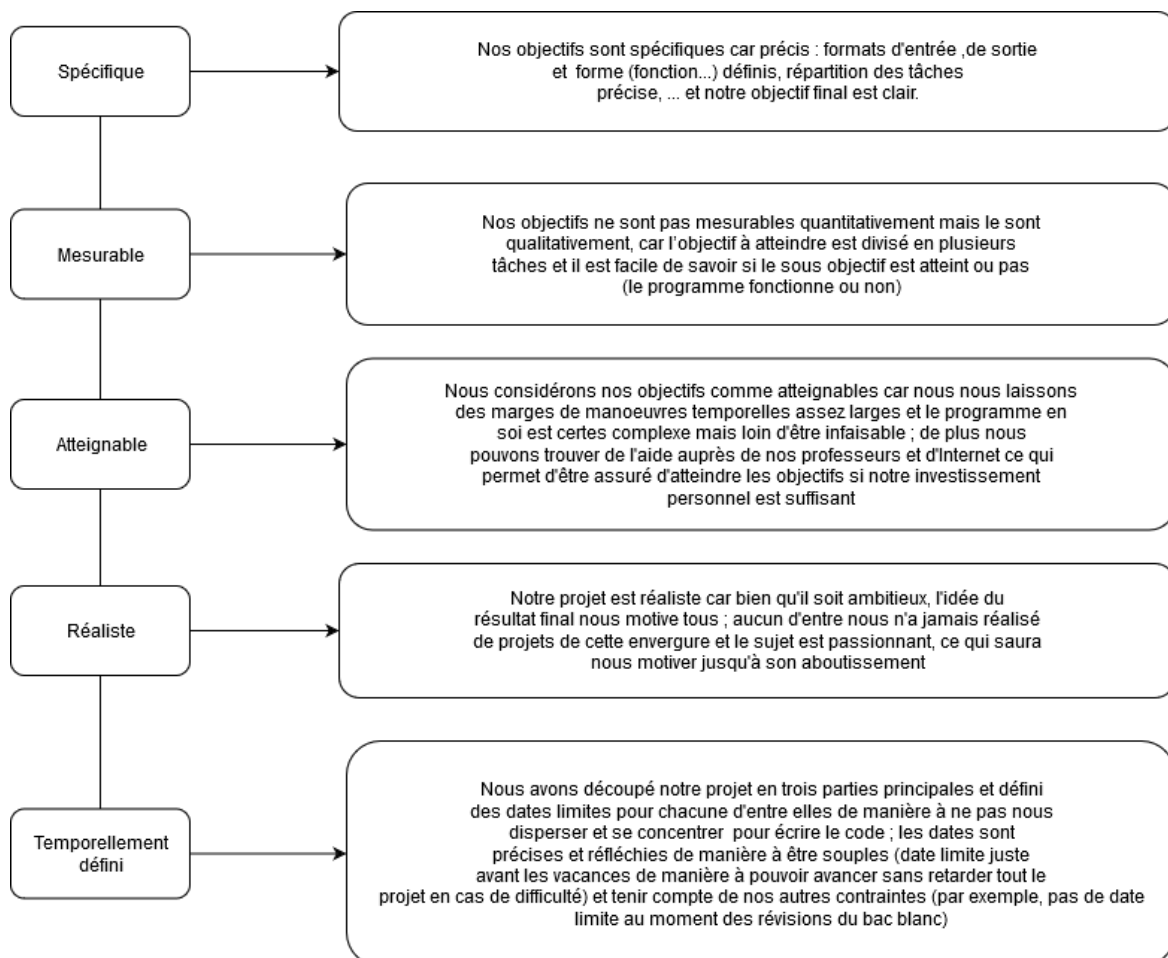 Spécifique
Nos objectifs sont spécifiques car précis : formats d'entrée ,de sortie
et forme (fonction...) définis, répartition des tâches
précise, ... et notre objectif final est clair.
Mesurable
Nos objectifs ne sont pas mesurables quantitativement mais le sont
qualitativement, car l'objectif à atteindre est divisé en plusieurs
tâches et il est facile de savoir si le sous objectif est atteint ou pas
(le programme fonctionne ou non)
Atteignable
Nous considérons nos objectifs comme atteignables car nous nous laissons
des marges de manoeuvres temporelles assez larges et le programme en
soi est certes complexe mais loin d'être infaisable ; de plus nous
pouvons trouver de l'aide auprès de nos professeurs et d'Internet ce qui
permet d'être assuré d'atteindre les objectifs si notre investissement
personnel est suffisant
Réaliste
Notre projet est réaliste car bien qu'il soit ambitieux, l'idée du
résultat final nous motive tous ; aucun d'entre nous n'a jamais réalisé
de projets de cette envergure et le sujet est passionnant, ce qui saura
nous motiver jusqu'à son aboutissement
Temporellement
défini
Nous avons découpé notre projet en trois parties principales et défini
des dates limites pour chacune d'entre elles de manière à ne pas nous
disperser et se concentrer pour écrire le code ; les dates sont
précises et réfléchies de manière à être souples (date limite juste
avant les vacances de manière à pouvoir avancer sans retarder tout le
projet en cas de difficulté) et tenir compte de nos autres contraintes (par exemple, pas de date
limite au moment des révisions du bac blanc)